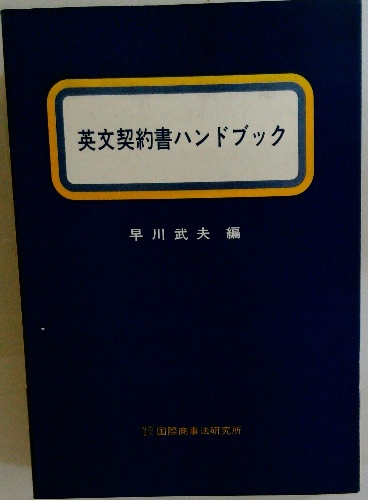 英文契約書ハンドブック
早川武夫 編
国際商事法研究所